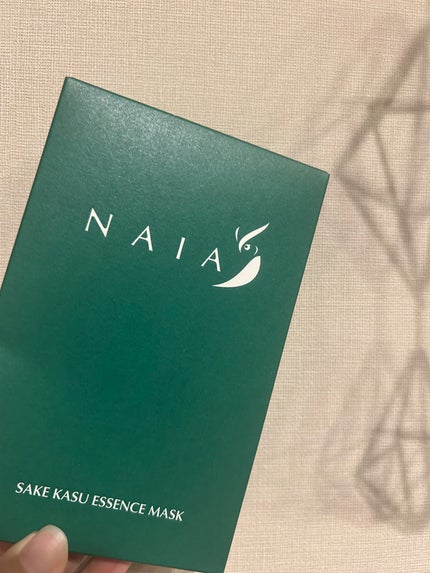 NAIA
SAKE KASU ESSENCE MASK